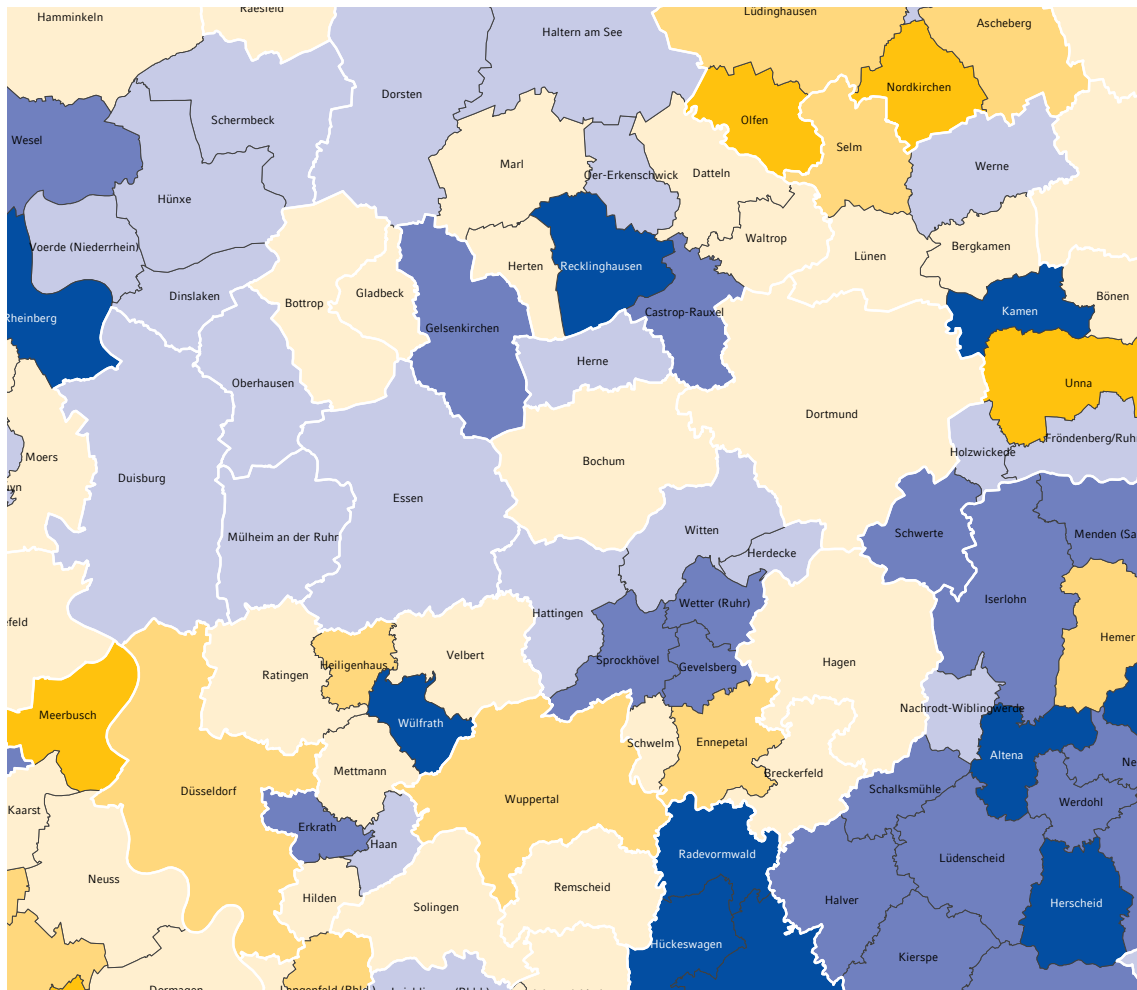 Hamminkeln
Raesfeld
Haltern am See
Lüdinghausen
Ascheberg
Dorsten
Nordkirchen
Schermbeck
Olfen
Wesel
Selm
Marl
Oer-Erkenschwick
Datteln
Werne
Hünxe
Voerde (Niederrhein)
Waltrop
Bergkamen
Lünen
Herten
Recklinghausen
Dinslaken
Gladbeck
Bottrop
Bönen
Kamen
Castrop-Rauxel
Rheinberg
Gelsenkirchen
Herne
Oberhausen
Unna
Dortmund
Fröndenberg/Ruhr
Holzwickede
Moers
Bochum
Duisburg
Essen
Witten
Schwerte
Menden (Sa
Mülheim an der Ruhr
Herdecke
Iserlohn
Wetter (Ruhr)
Hattingen
efeld
Hemer
Velbert
Sprockhövel
Hagen
Heiligenhaus
Gevelsberg
Ratingen
Nachrodt-Wiblingwerde
Meerbusch
Wülfrath
Schwelm
Ennepetal
Altena
Ne
Mettmann
Breckerfeld
Düsseldorf
Schalksmühle
Wuppertal
Werdohl
Kaarst
Erkrath
Haan
Radevormwald
Lüdenscheid
Neuss
Remscheid
Hilden
Halver
Herscheid
Solingen
Hückeswagen
Kierspe
Dormagen
Langenfeld (Rhld.)